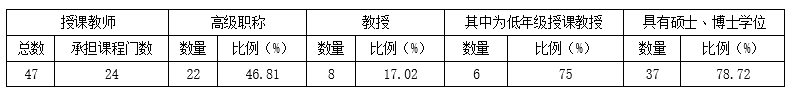 授课教师 高级职称 教授 其中为低年级授课教授 具有硕士、博士学位
总数 承担课程门数 数量 比例（%） 数量 比例（%） 数量 比例（%） 数量 比例（%）
47 24 22 46.81 8 17.02 6 75 37 78.72